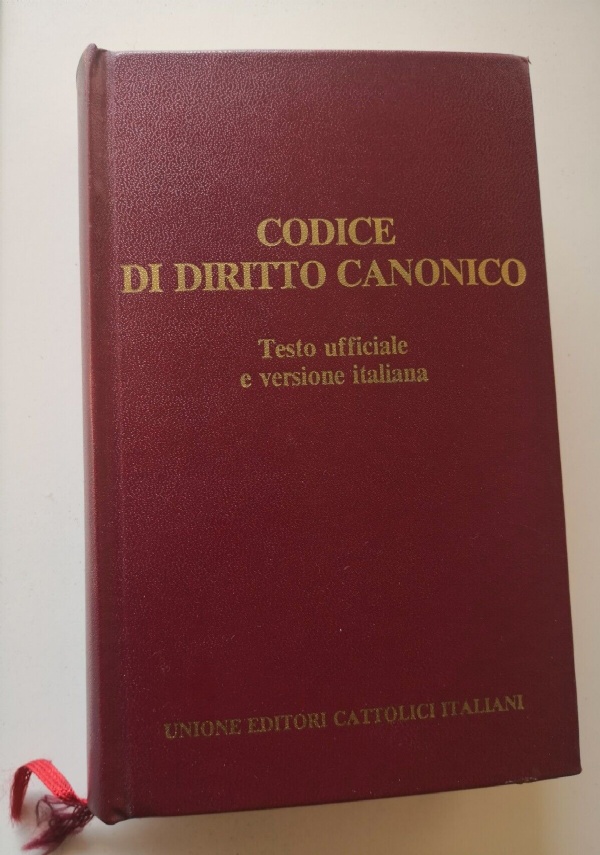 CODICE
DI DIRITTO CANONICO
Testo ufficiale
e versione italiana
UNIONE EDITORI CATTOLICI ITALIANI